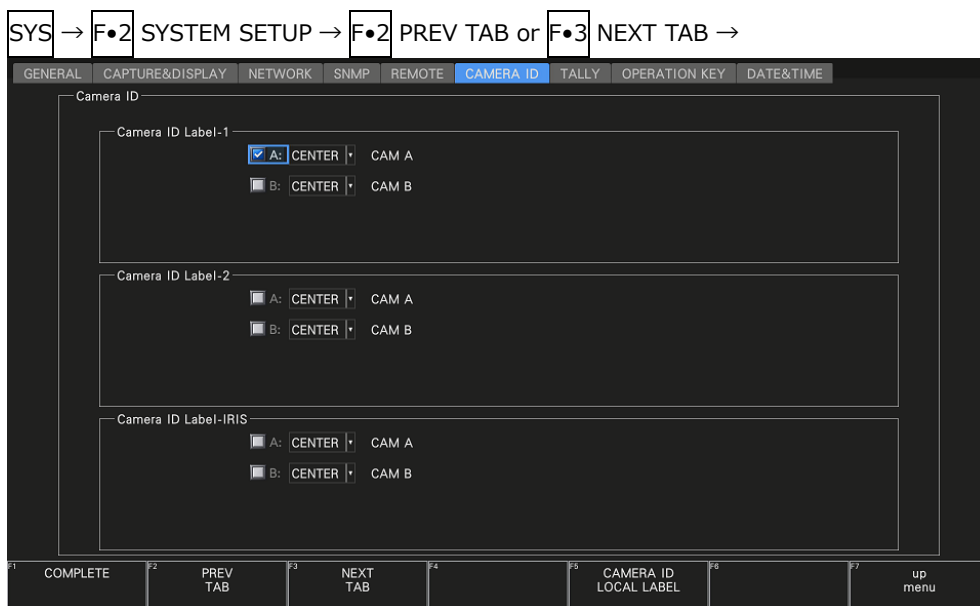 SYS → F•2 SYSTEM SETUP → F•2 PREV TAB or F•3 NEXT TAB →
GENERAL CAPTURE&DISPLAY NETWORK SNMP REMOTE CAMERA ID TALLY OPERATION KEY DATE&TIME
Camera ID
Camera ID Label-1
A: CENTER CAM A
B: CENTER CAM B
Camera ID Label-2
A: CENTER CAM A
B: CENTER CAM B
Camera ID Label-IRIS
A: CENTER CAM A
B: CENTER CAM B
F1 COMPLETE
F2 PREV
TAB
F3 NEXT
TAB
F4
F5 CAMERA ID
LOCAL LABEL
F6
F7 up
menu